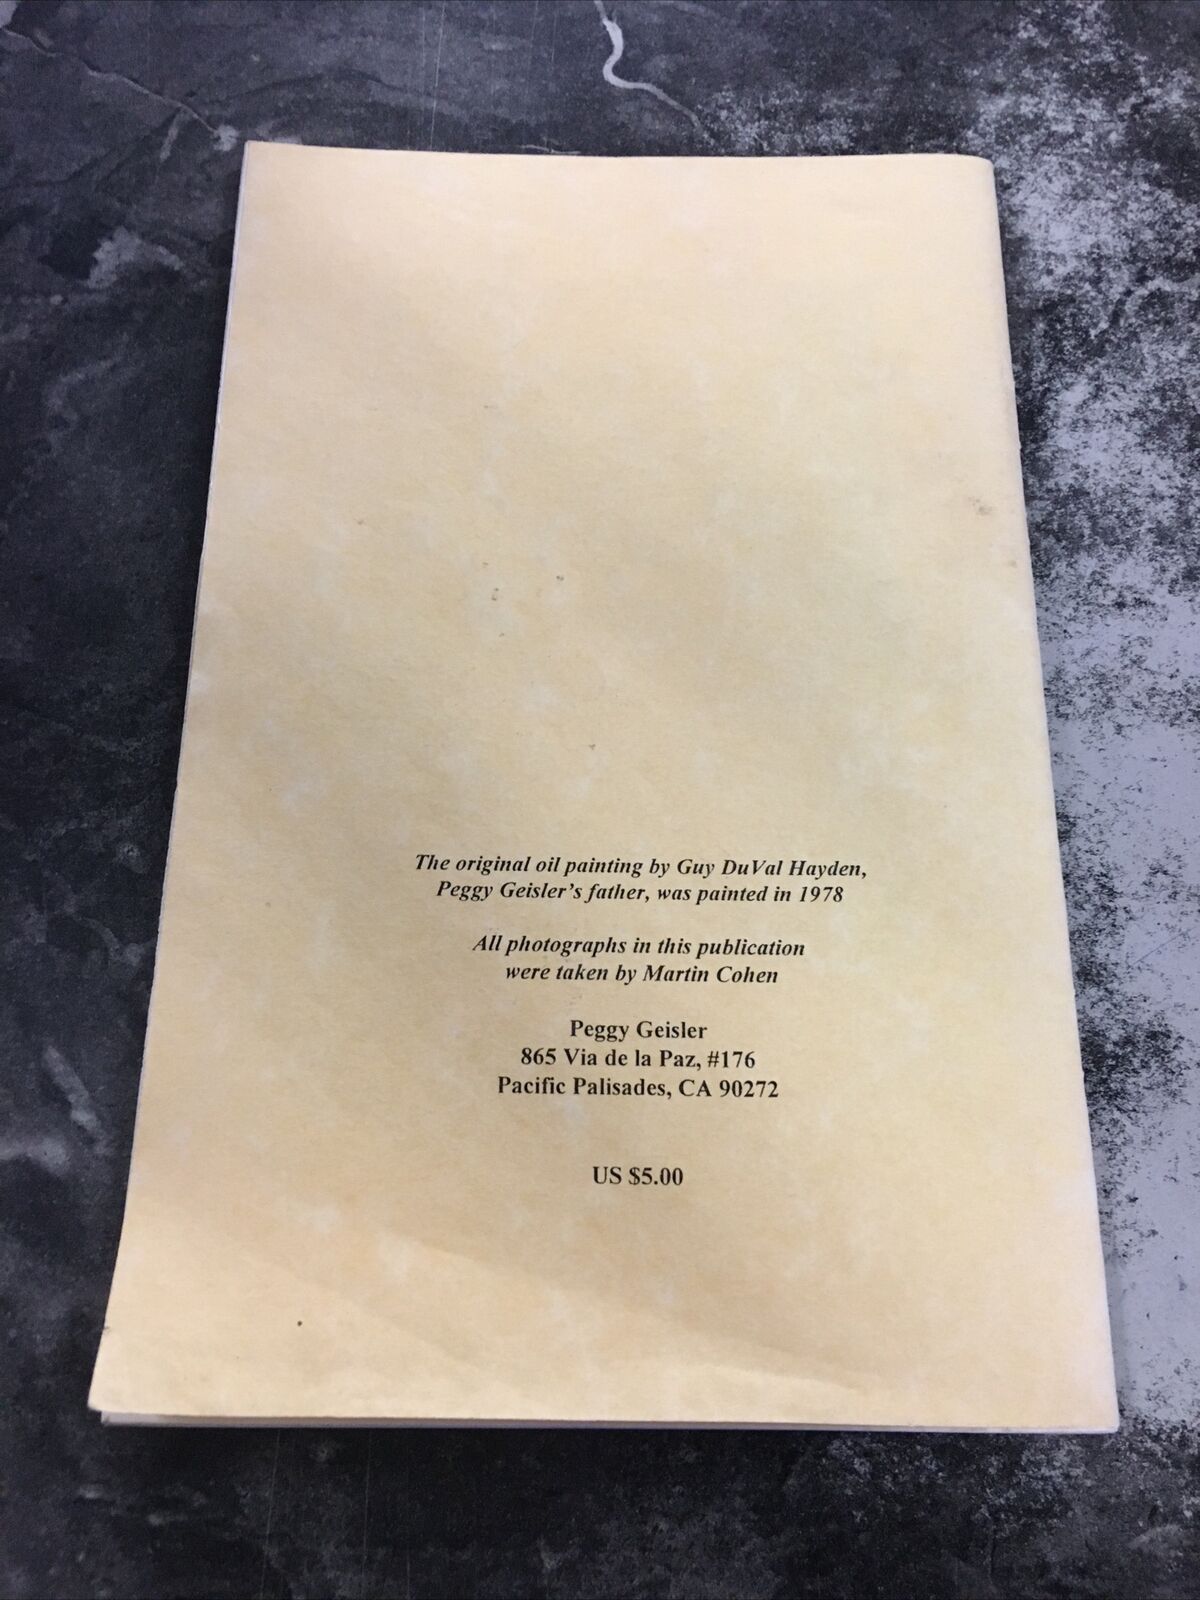 The original oil painting by Guy DuVal Hayden,
Peggy Geisler's father, was painted in 1978
All photographs in this publication
were taken by Martin Cohen
Peggy Geisler
865 Via de la Paz, #176
Pacific Palisades, CA 90272
US $5.00